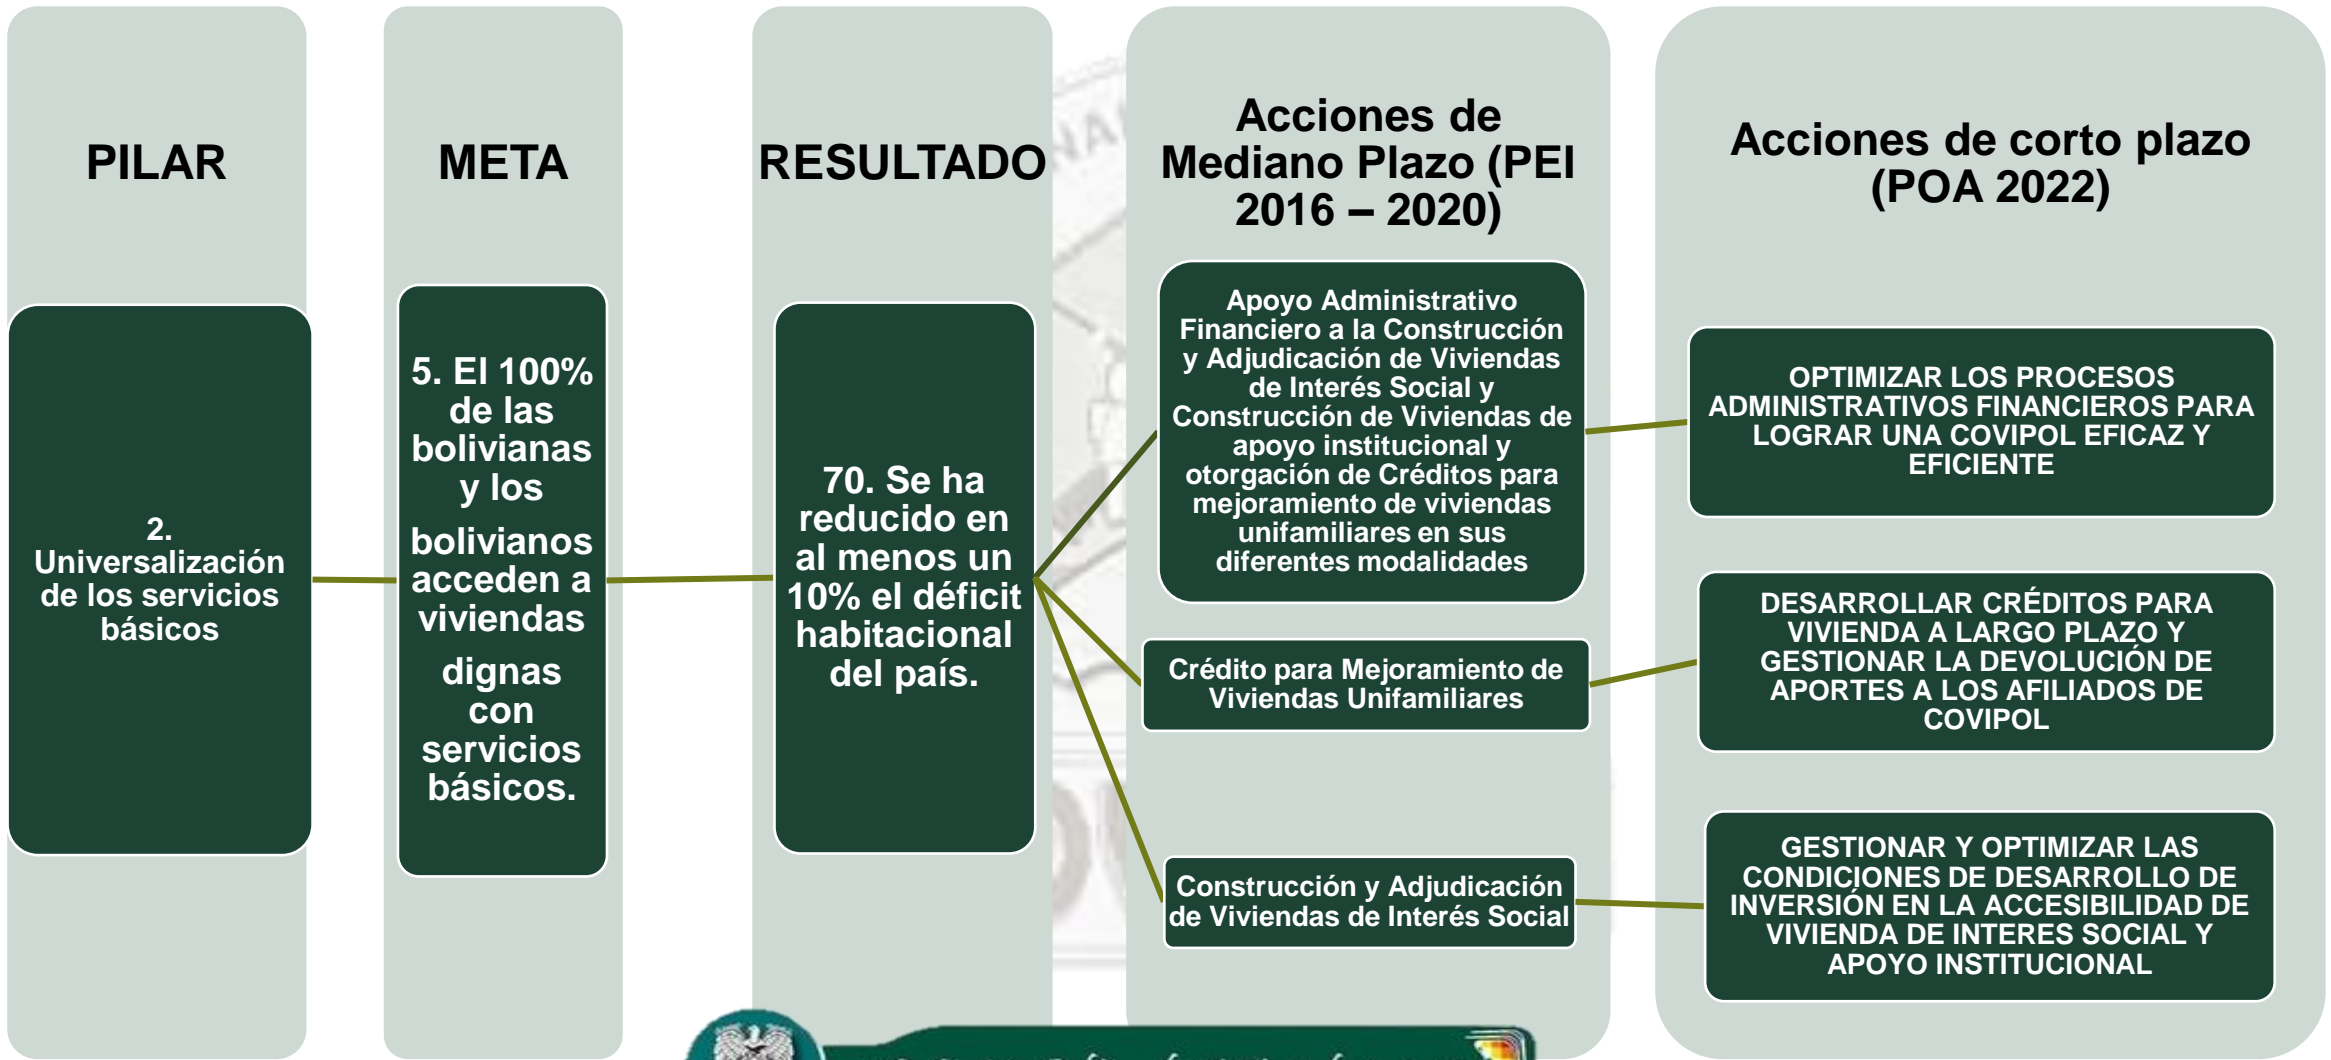 PILAR
META
RESULTADO
Acciones de
Mediano Plazo (PEI
2016 – 2020)
Acciones de corto plazo
(POA 2022)
2.
Universalización
de los servicios
básicos
5. El 100%
de las
bolivianas
y los
bolivianos
acceden a
viviendas
dignas
con
servicios
básicos.
70. Se ha
reducido en
al menos un
10% el déficit
habitacional
del país.
Apoyo Administrativo
Financiero a la Construcción
y Adjudicación de Viviendas
de Interés Social y
Construcción de Viviendas de
apoyo institucional y
otorgación de Créditos para
mejoramiento de viviendas
unifamiliares en sus
diferentes modalidades
Crédito para Mejoramiento de
Viviendas Unifamiliares
Construcción y Adjudicación
de Viviendas de Interés Social
OPTIMIZAR LOS PROCESOS
ADMINISTRATIVOS FINANCIEROS PARA
LOGRAR UNA COVIPOL EFICAZ Y
EFICIENTE
DESARROLLAR CRÉDITOS PARA
VIVIENDA A LARGO PLAZO Y
GESTIONAR LA DEVOLUCIÓN DE
APORTES A LOS AFILIADOS DE
COVIPOL
GESTIONAR Y OPTIMIZAR LAS
CONDICIONES DE DESARROLLO DE
INVERSIÓN EN LA ACCESIBILIDAD DE
VIVIENDA DE INTERES SOCIAL Y
APOYO INSTITUCIONAL